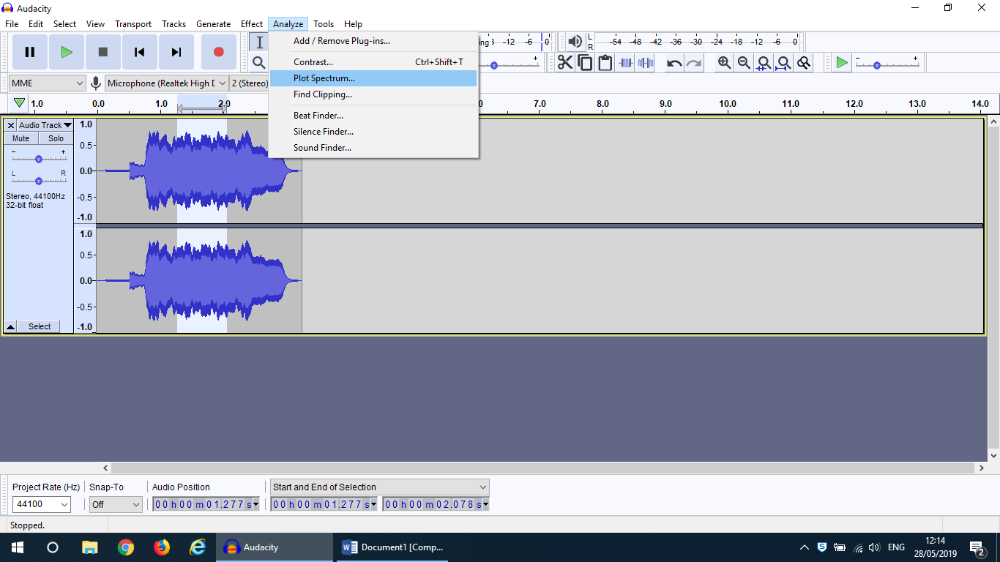 Audacity
File Edit Select View Transport Tracks Generate Effect Analyze Tools Help
Add / Remove Plug-ins...
Contrast... Ctrl+Shift+T
Plot Spectrum...
Find Clipping...
Beat Finder...
Silence Finder...
Sound Finder...
-12 -6 0
L
R
-54 -48 -42 -36 -30 -24 -18 -12 -6 0
- +
- +
MME Microphone (Realtek High D 2 (Stereo)
1.0 0.0 1.0 2.0 7.0 8.0 9.0 10.0 11.0 12.0 13.0 14.0
Audio Track
Mute Solo
- +
L R
Stereo, 44100Hz
32-bit float
Select
1.0
0.5-
0.0-
-0.5-
-1.0
1.0
0.5-
0.0-
-0.5-
-1.0
Project Rate (Hz) Snap-To Audio Position Start and End of Selection
44100 Off 00 h 00 m 01.277 s 00 h 00 m 01.277 s 00 h 00 m 02.078 s
Stopped.
Audacity Document1 [Comp... ENG 12:14
28/05/2019 2